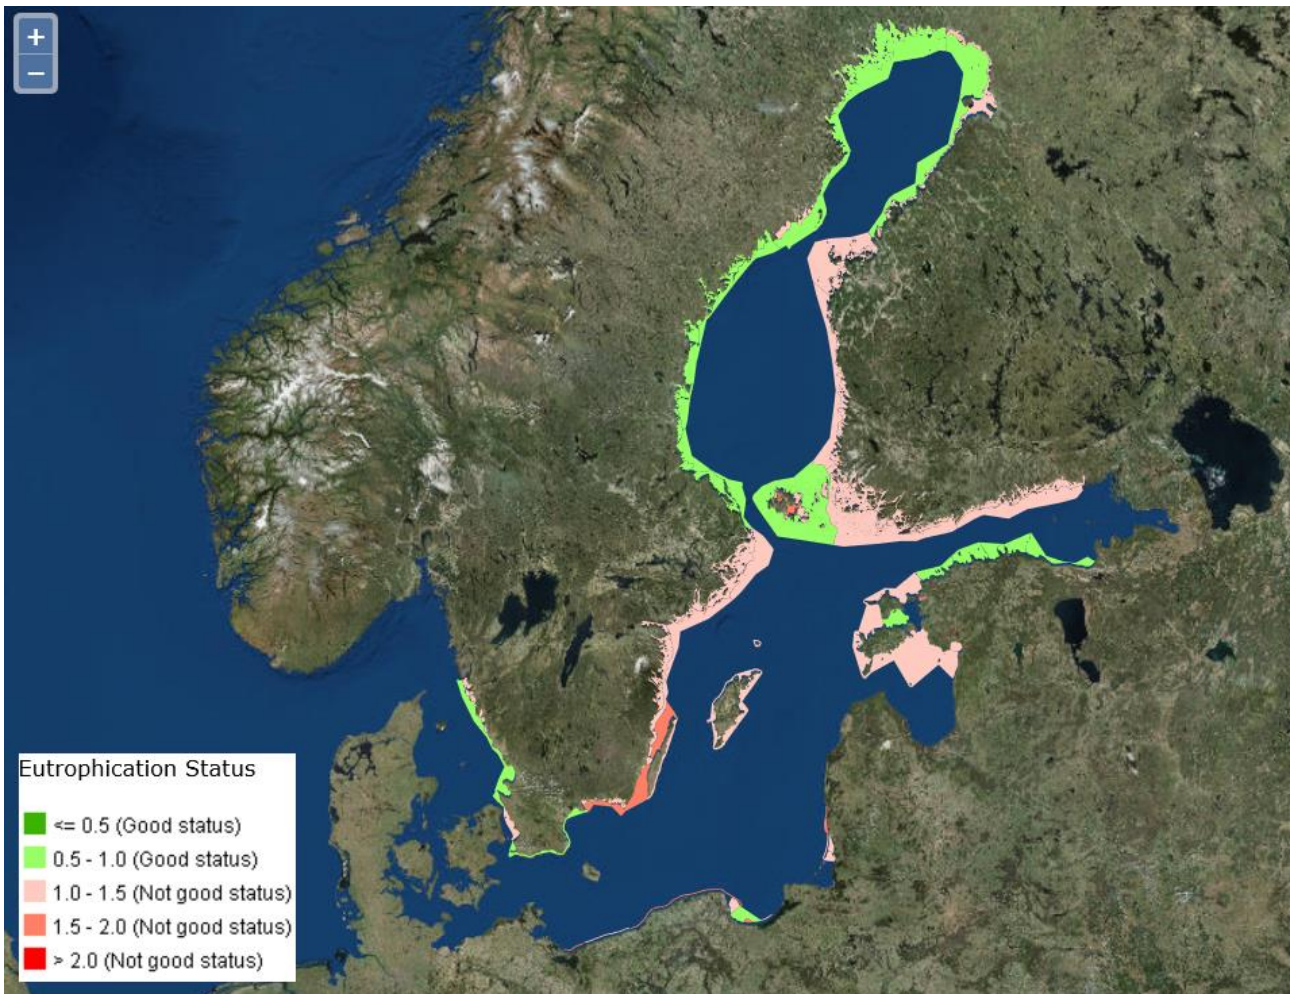 +
−
Eutrophication Status
<= 0.5 (Good status)
0.5 - 1.0 (Good status)
1.0 - 1.5 (Not good status)
1.5 - 2.0 (Not good status)
> 2.0 (Not good status)